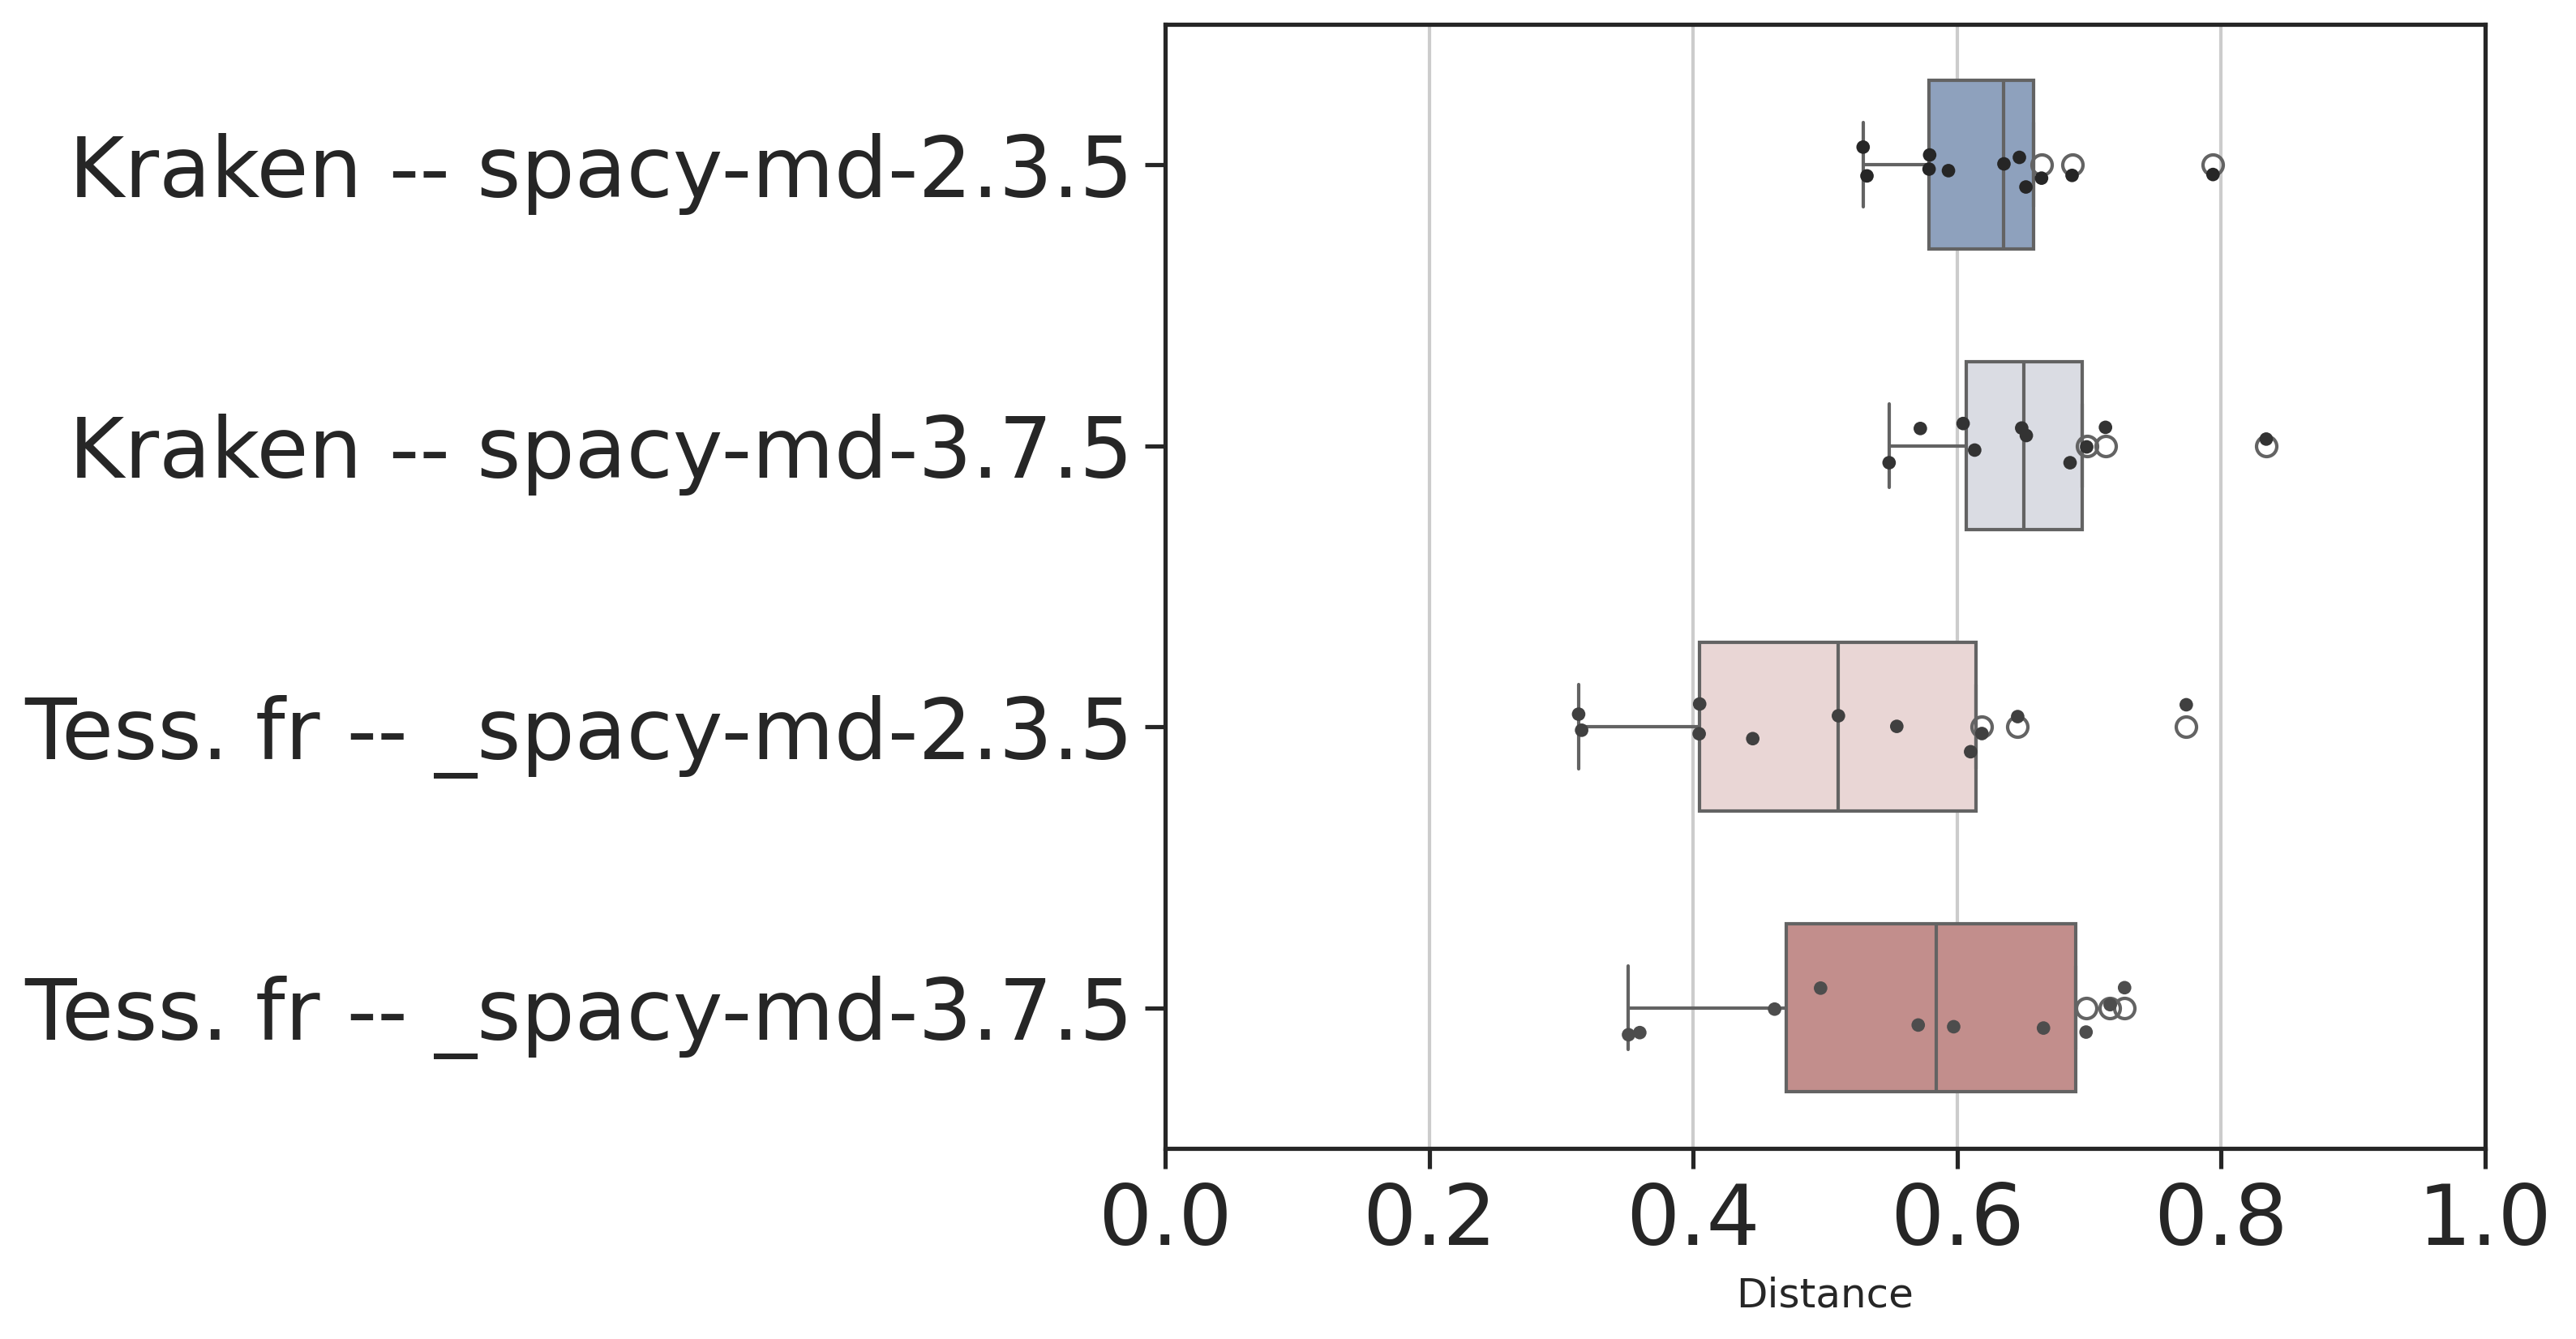 Kraken -- spacy-md-2.3.5
Kraken -- spacy-md-3.7.5
Tess. fr -- _spacy-md-2.3.5
Tess. fr -- _spacy-md-3.7.5
0.0 0.2 0.4 0.6 0.8 1.0
Distance